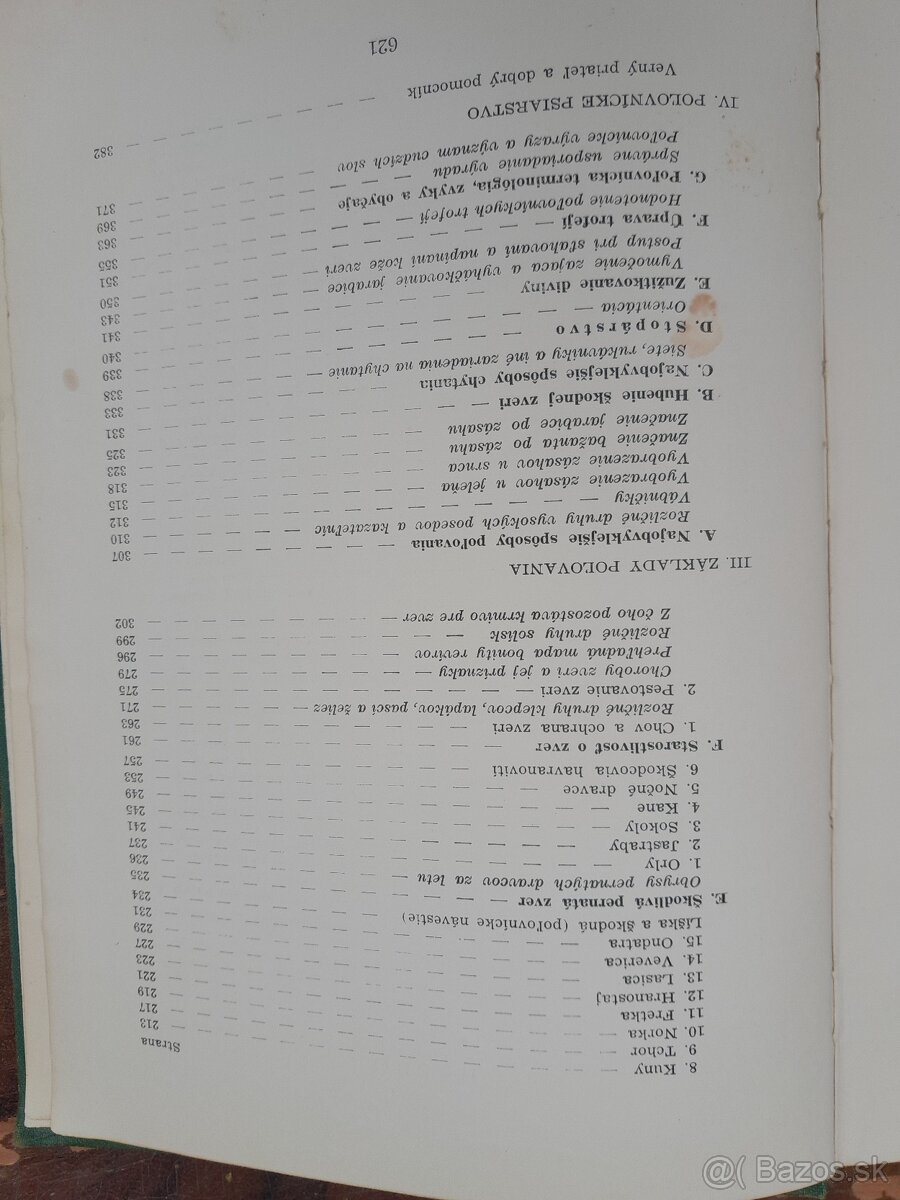 Strana
8. Kuny — — — — — — — — — 213
9. Tchor — — — — — — — — — 217
10. Norka — — — — — — — — — 219
11. Fretka — — — — — — — — — 221
12. Hranostaj — — — — — — — — — 223
13. Lasica — — — — — — — — — 227
14. Veverica — — — — — — — — — 229
15. Ondatra — — — — — — — — — 231
Líška a škodná (poľovnícke návestie) — — — — 234
E. Škodlivá pernatá zver — — — — — — 235
Obrysy pernatých dravcov za letu — — — — — 236
1. Orly — — — — — — — — — 237
2. Jastraby — — — — — — — — — 241
3. Sokoly — — — — — — — — — 245
4. Kane — — — — — — — — — 249
5. Nočné dravce — — — — — — — — 253
6. Škodcovia havranovití — — — — — — 257
F. Starostlivosť o zver — — — — — — — 261
1. Chov a ochrana zveri — — — — — — 263
Rozličné druhy klepcov, lapákov, pascí a želiez — — — 271
2. Pestovanie zveri — — — — — — — 275
Choroby zveri a jej príznaky — — — — — — 279
Prehľadná mapa bonity revírov — — — — — 296
Rozličné druhy solísk — — — — — — — 299
Z čoho pozostáva krmivo pre zver — — — — — 302
III. ZÁKLADY POĽOVANIA
A. Najobvyklejšie spôsoby poľovania — — — — — 307
Rozličné druhy vysokých posedov a kazateľníc — — — 310
Vábničky — — — — — — — — — 312
Vyobrazenie zásahov u jeleňa — — — — — 315
Vyobrazenie zásahov u srnca — — — — — 318
Značenie bažanta po zásahu — — — — — 323
Značenie jarabice po zásahu — — — — — 325
B. Hubenie škodnej zveri — — — — — — 331
C. Najobvyklejšie spôsoby chytania — — — — — 333
Siete, rukávníky a iné zariadenia na chytanie — — — 338
D. Stopárstvo — — — — — — — — 339
Orientácia — — — — — — — — 340
E. Zužitkovanie diviny — — — — — — — 341
Vymočenie zajaca a vyháčkovanie jarabice — — — — 343
Postup pri sťahovaní a napínaní kože zveri — — — — 350
F. Úprava trofejí — — — — — — — — 351
Hodnotenie poľovníckych trofejí — — — — — 355
G. Poľovnícka terminológia, zvyky a obyčaje — — — 363
Správne usporiadanie výradu — — — — — — 369
Poľovnícke výrazy a význam cudzích slov — — — — 371
IV. POĽOVNÍCKE PSIARSTVO
Verný priateľ a dobrý pomocník — — — — — 382
621
@( Bazos.sk